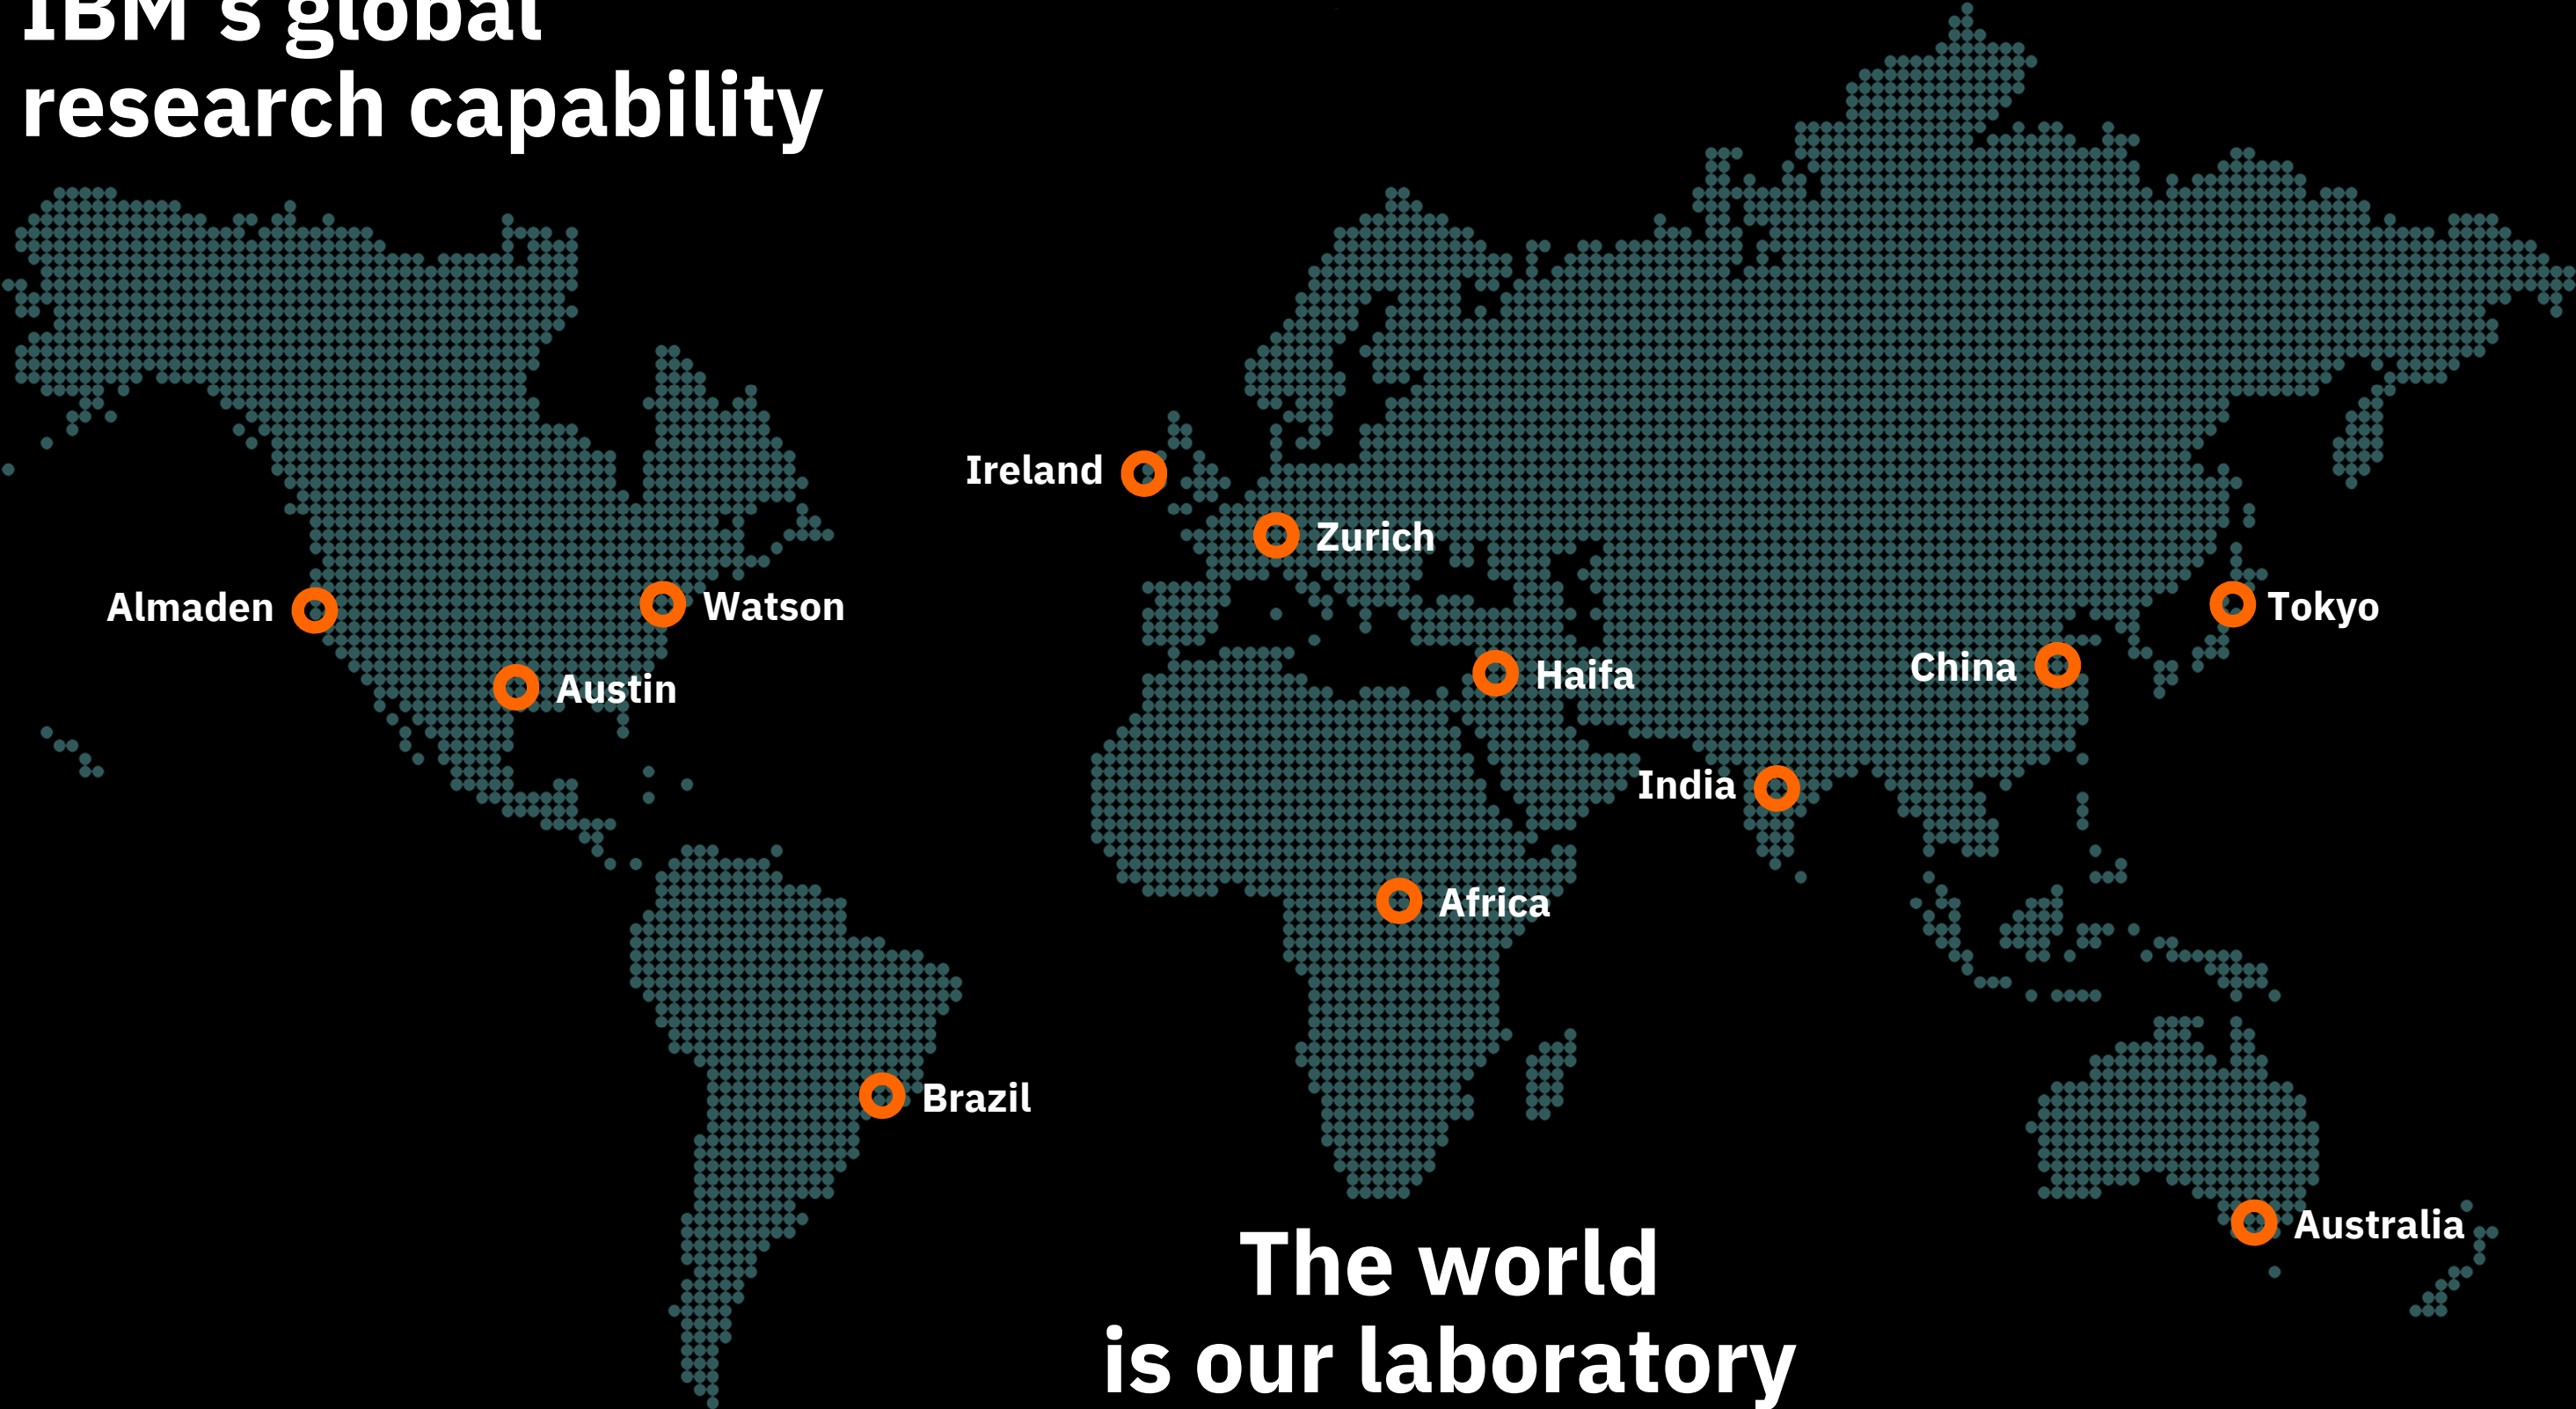 IBM's global
research capability
Ireland
Zurich
Almaden
Watson
Tokyo
Austin
Haifa
China
India
Africa
Brazil
Australia
The world
is our laboratory